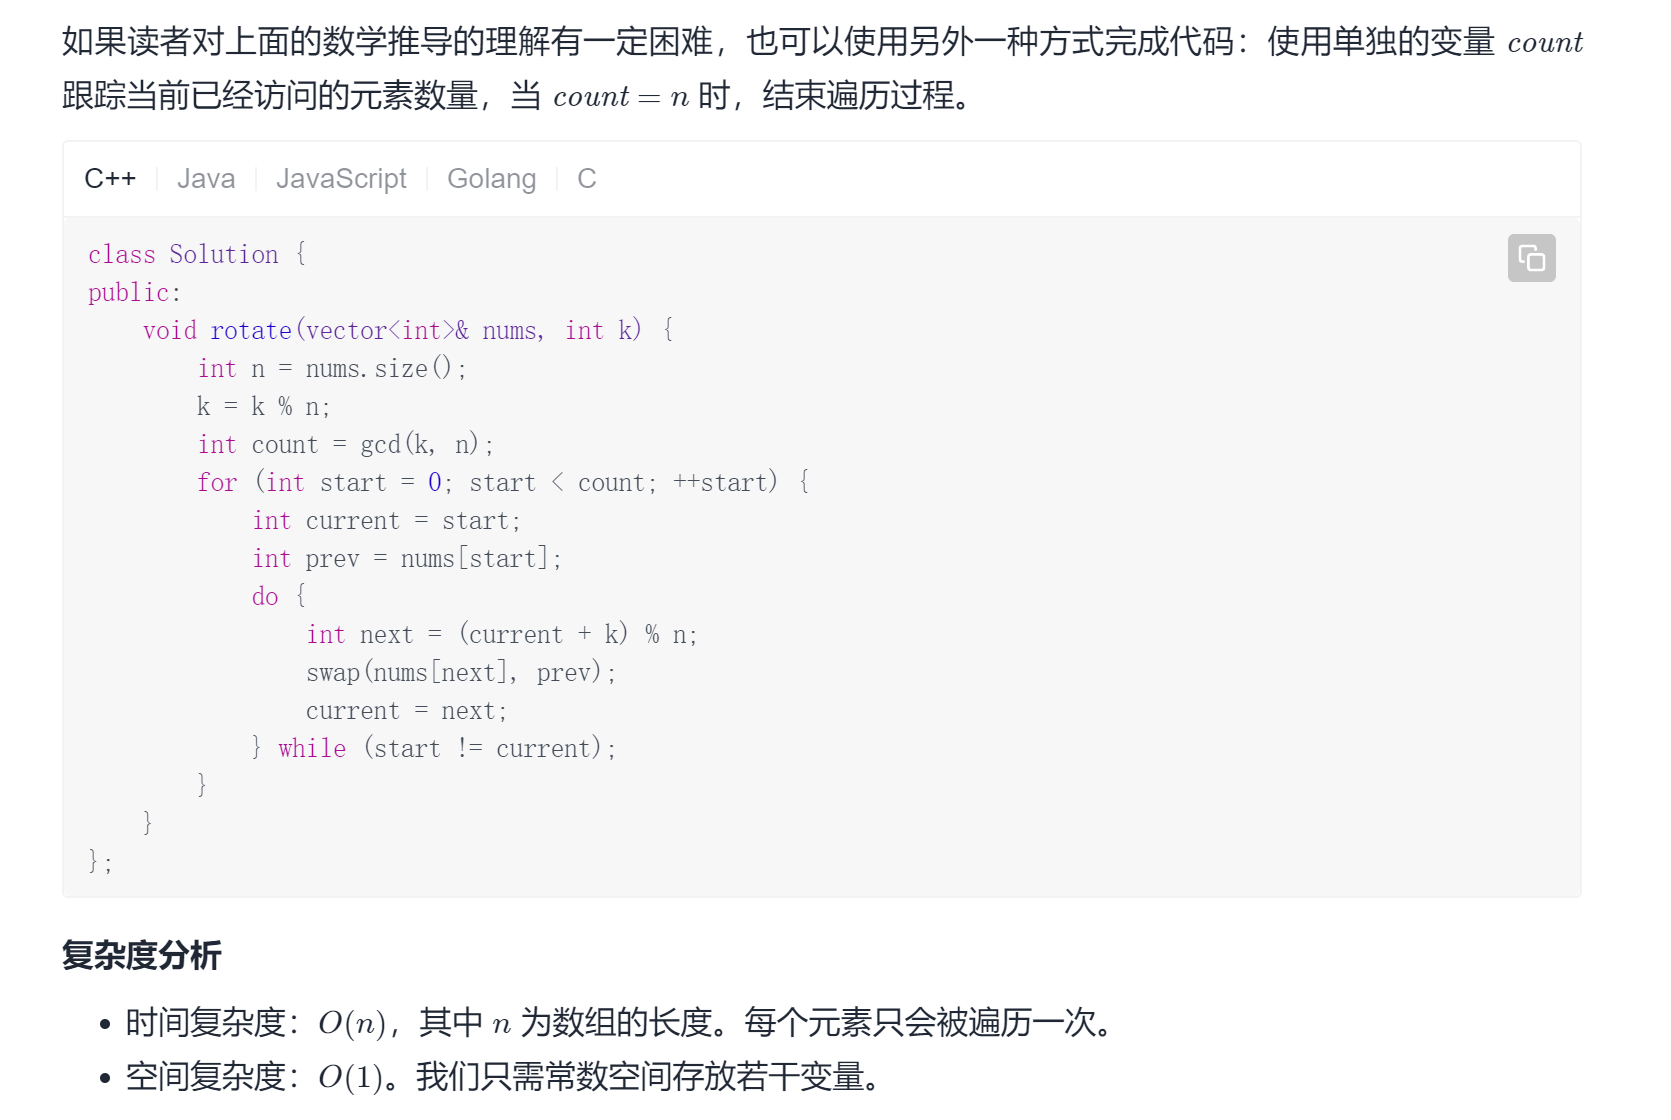 如果读者对上面的数学推导的理解有一定困难，也可以使用另外一种方式完成代码：使用单独的变量 count
跟踪当前已经访问的元素数量，当 count = n 时，结束遍历过程。
C++ Java JavaScript Golang C
class Solution {
public:
    void rotate(vector<int>& nums, int k) {
        int n = nums.size();
        k = k % n;
        int count = gcd(k, n);
        for (int start = 0; start < count; ++start) {
            int current = start;
            int prev = nums[start];
            do {
                int next = (current + k) % n;
                swap(nums[next], prev);
                current = next;
            } while (start != current);
        }
    }
};
复杂度分析
• 时间复杂度：O(n)，其中 n 为数组的长度。每个元素只会被遍历一次。
• 空间复杂度：O(1)。我们只需常数空间存放若干变量。